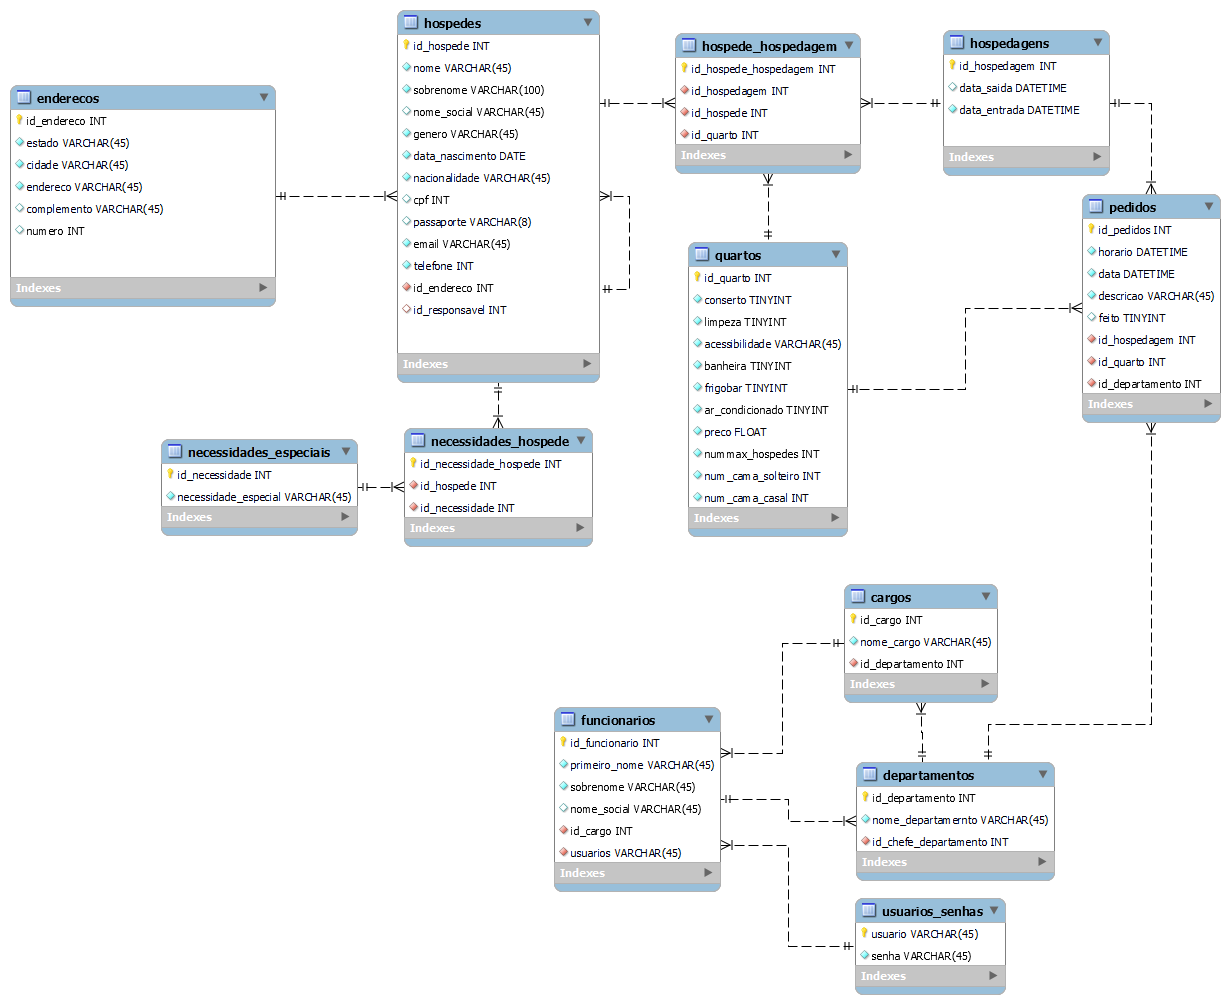 enderecos
id_endereco INT
estado VARCHAR(45)
cidade VARCHAR(45)
endereco VARCHAR(45)
complemento VARCHAR(45)
numero INT
Indexes
hospedes
id_hospede INT
nome VARCHAR(45)
sobrenome VARCHAR(100)
nome_social VARCHAR(45)
genero VARCHAR(45)
data_nascimento DATE
nacionalidade VARCHAR(45)
cpf INT
passaporte VARCHAR(8)
email VARCHAR(45)
telefone INT
id_endereco INT
id_responsavel INT
Indexes
hospede_hospedagem
id_hospede_hospedagem INT
id_hospedagem INT
id_hospede INT
id_quarto INT
Indexes
hospedagens
id_hospedagem INT
data_saida DATETIME
data_entrada DATETIME
Indexes
pedidos
id_pedidos INT
horario DATETIME
data DATETIME
descricao VARCHAR(45)
feito TINYINT
id_hospedagem INT
id_quarto INT
id_departamento INT
Indexes
quartos
id_quarto INT
conserto TINYINT
limpeza TINYINT
acessibilidade VARCHAR(45)
banheira TINYINT
frigobar TINYINT
ar_condicionado TINYINT
preco FLOAT
nummax_hospedes INT
num_cama_solteiro INT
num_cama_casal INT
Indexes
necessidades_especiais
id_necessidade INT
necessidade_especial VARCHAR(45)
Indexes
necessidades_hospede
id_necessidade_hospede INT
id_hospede INT
id_necessidade INT
Indexes
cargos
id_cargo INT
nome_cargo VARCHAR(45)
id_departamento INT
Indexes
funcionarios
id_funcionario INT
primeiro_nome VARCHAR(45)
sobrenome VARCHAR(45)
nome_social VARCHAR(45)
id_cargo INT
usuarios VARCHAR(45)
Indexes
departamentos
id_departamento INT
nome_departamernto VARCHAR(45)
id_chefe_departamento INT
Indexes
usuarios_senhas
usuario VARCHAR(45)
senha VARCHAR(45)
Indexes